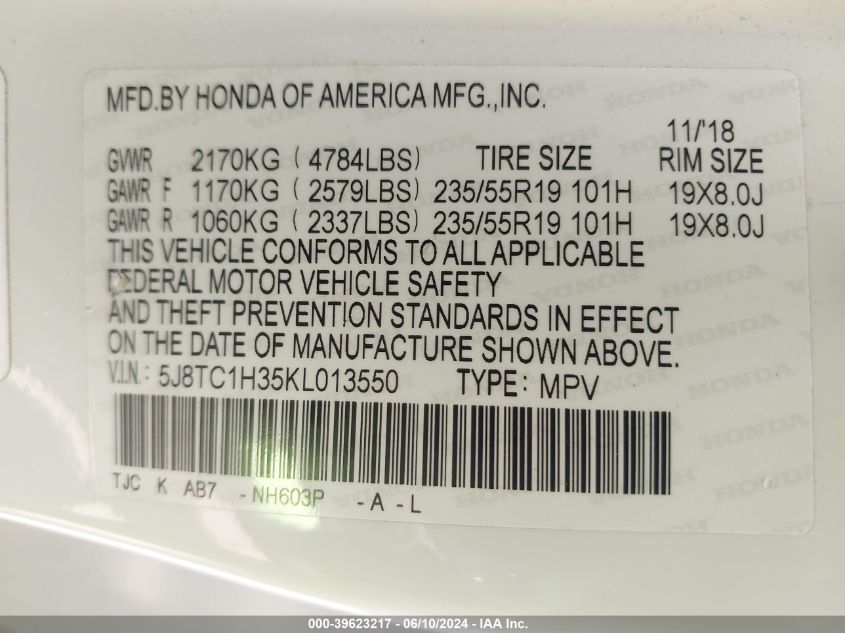 MFD.BY HONDA OF AMERICA MFG.,INC.
11/'18
GVWR 2170KG ( 4784LBS) TIRE SIZE RIM SIZE
GAWR F 1170KG ( 2579LBS) 235/55R19 101H 19X8.0J
GAWR R 1060KG ( 2337LBS) 235/55R19 101H 19X8.0J
THIS VEHICLE CONFORMS TO ALL APPLICABLE
FEDERAL MOTOR VEHICLE SAFETY
AND THEFT PREVENTION STANDARDS IN EFFECT
ON THE DATE OF MANUFACTURE SHOWN ABOVE.
V.I.N.: 5J8TC1H35KL013550 TYPE: MPV
TJC K AB7 -NH603P -A -L
000-39623217 - 06/10/2024 - IAA Inc.